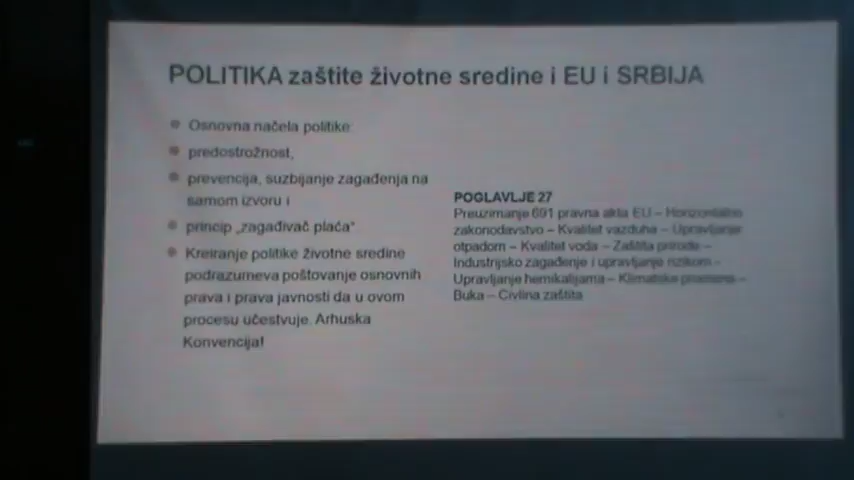 POLITIKA zaštite životne sredine i EU i SRBIJA
Osnovna načela politike:
predostrožnost,
prevencija, suzbijanje zagađenja na
samom izvoru i
princip „zagađivač plaća“
Kreiranje politike životne sredine
podrazumeva poštovanje osnovnih
prava i prava javnosti da u ovom
procesu učestvuje. Arhuska
Konvencija!
POGLAVLJE 27
Preuzimanje 691 pravna akta EU – Horizontalno
zakonodavstvo – Kvalitet vazduha – Upravljanje
otpadom – Kvalitet voda – Zaštita prirode –
Industrijsko zagađenje i upravljanje rizikom –
Upravljanje hemikalijama – Klimatske promene –
Buka – Civilna zaštita